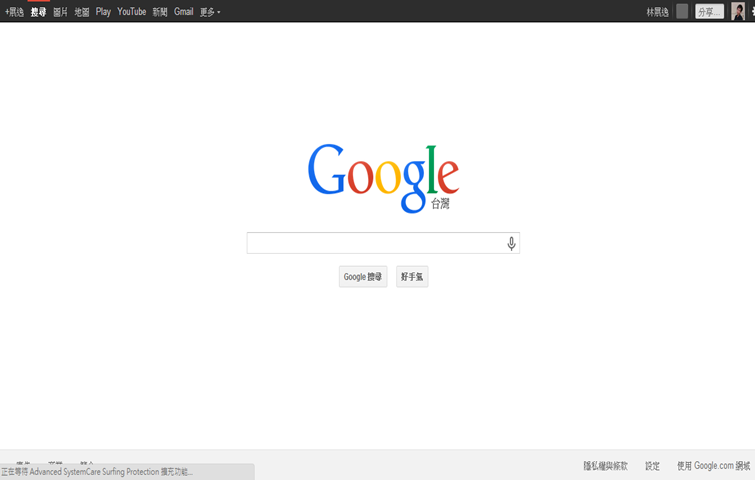 +景逸 搜尋 圖片 地圖 Play YouTube 新聞 Gmail 更多
林景逸 分享...
Google
台灣
Google 搜尋 好手氣
隱私權與條款 設定 使用 Google.com 網域
正在等待 Advanced SystemCare Surfing Protection 擴充功能...